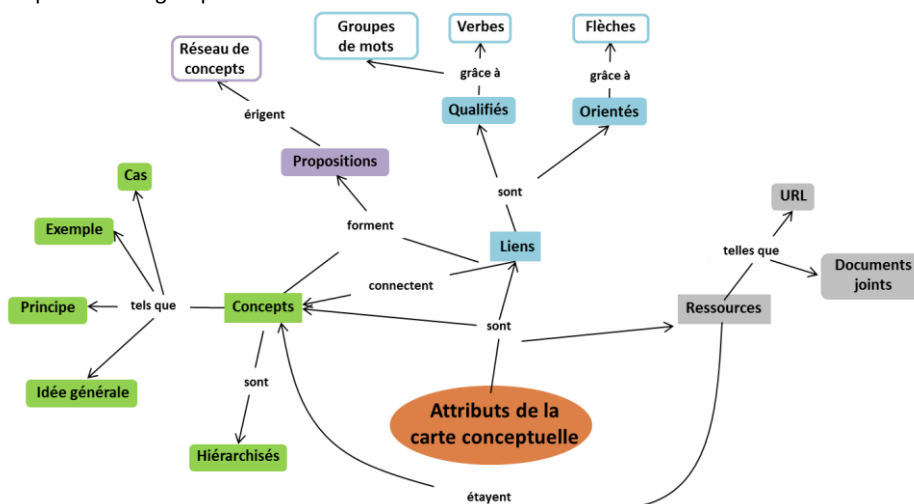 Groupes
de mots
Verbes
Flèches
Réseau de
concepts
grâce à
grâce à
Qualifiés
Orientés
érigent
Propositions
Cas
sont
URL
Exemple
forment
Liens
telles que
Documents
joints
connectent
Principe
tels que
Concepts
Ressources
sont
sont
Idée générale
Attributs de la
carte conceptuelle
Hiérarchisés
étayent